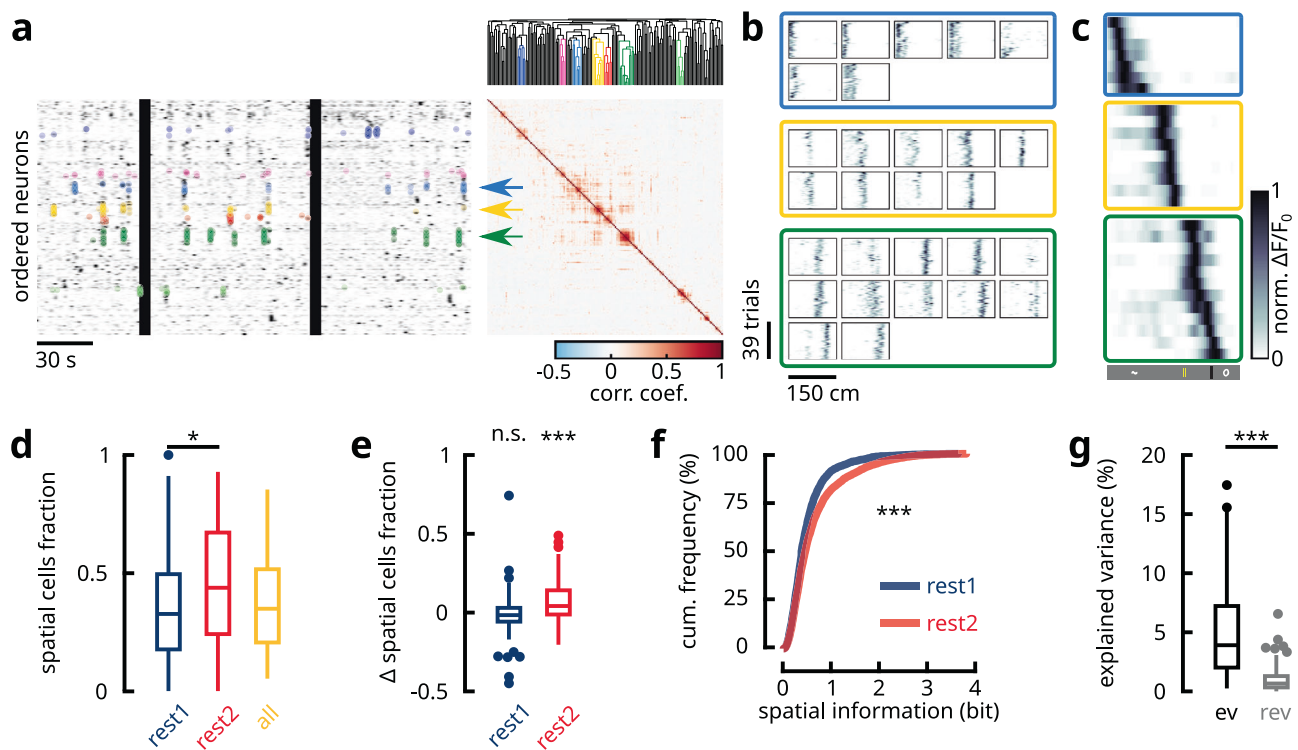 a
ordered neurons
30 s
-0.5 0 0.5 1
corr. coef.
b
39 trials
150 cm
c
1
0
norm. ΔF/F0
d
spatial cells fraction
1
0.5
0
*
rest1 rest2 all
e
Δ spatial cells fraction
n.s. ***
1
0.5
0
-0.5
rest1 rest2
f
cum. frequency (%)
100
75
50
25
0
***
rest1
rest2
0 1 2 3 4
spatial information (bit)
g
explained variance (%)
***
20
15
10
5
0
ev rev